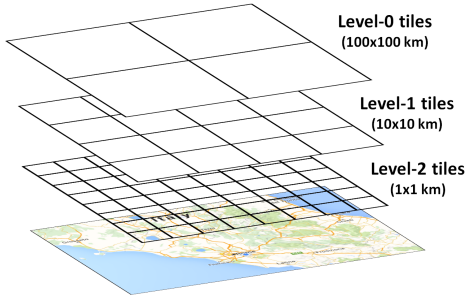 Level-0 tiles
(100x100 km)
Level-1 tiles
(10x10 km)
Level-2 tiles
(1x1 km)